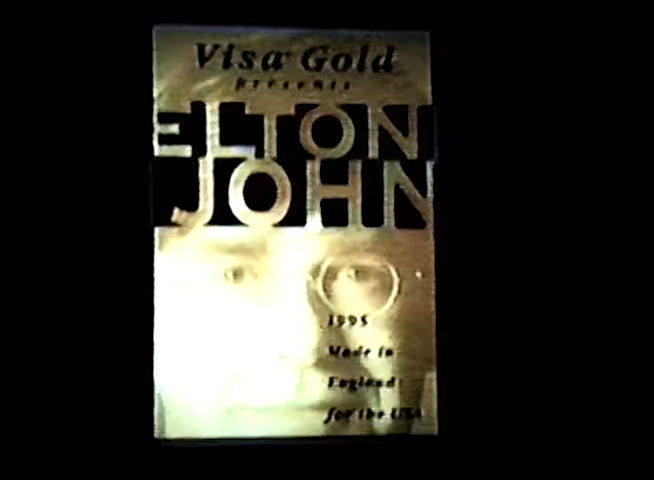 Visa Gold
presents
ELTON
JOHN
1995
Made in
England
for the USA